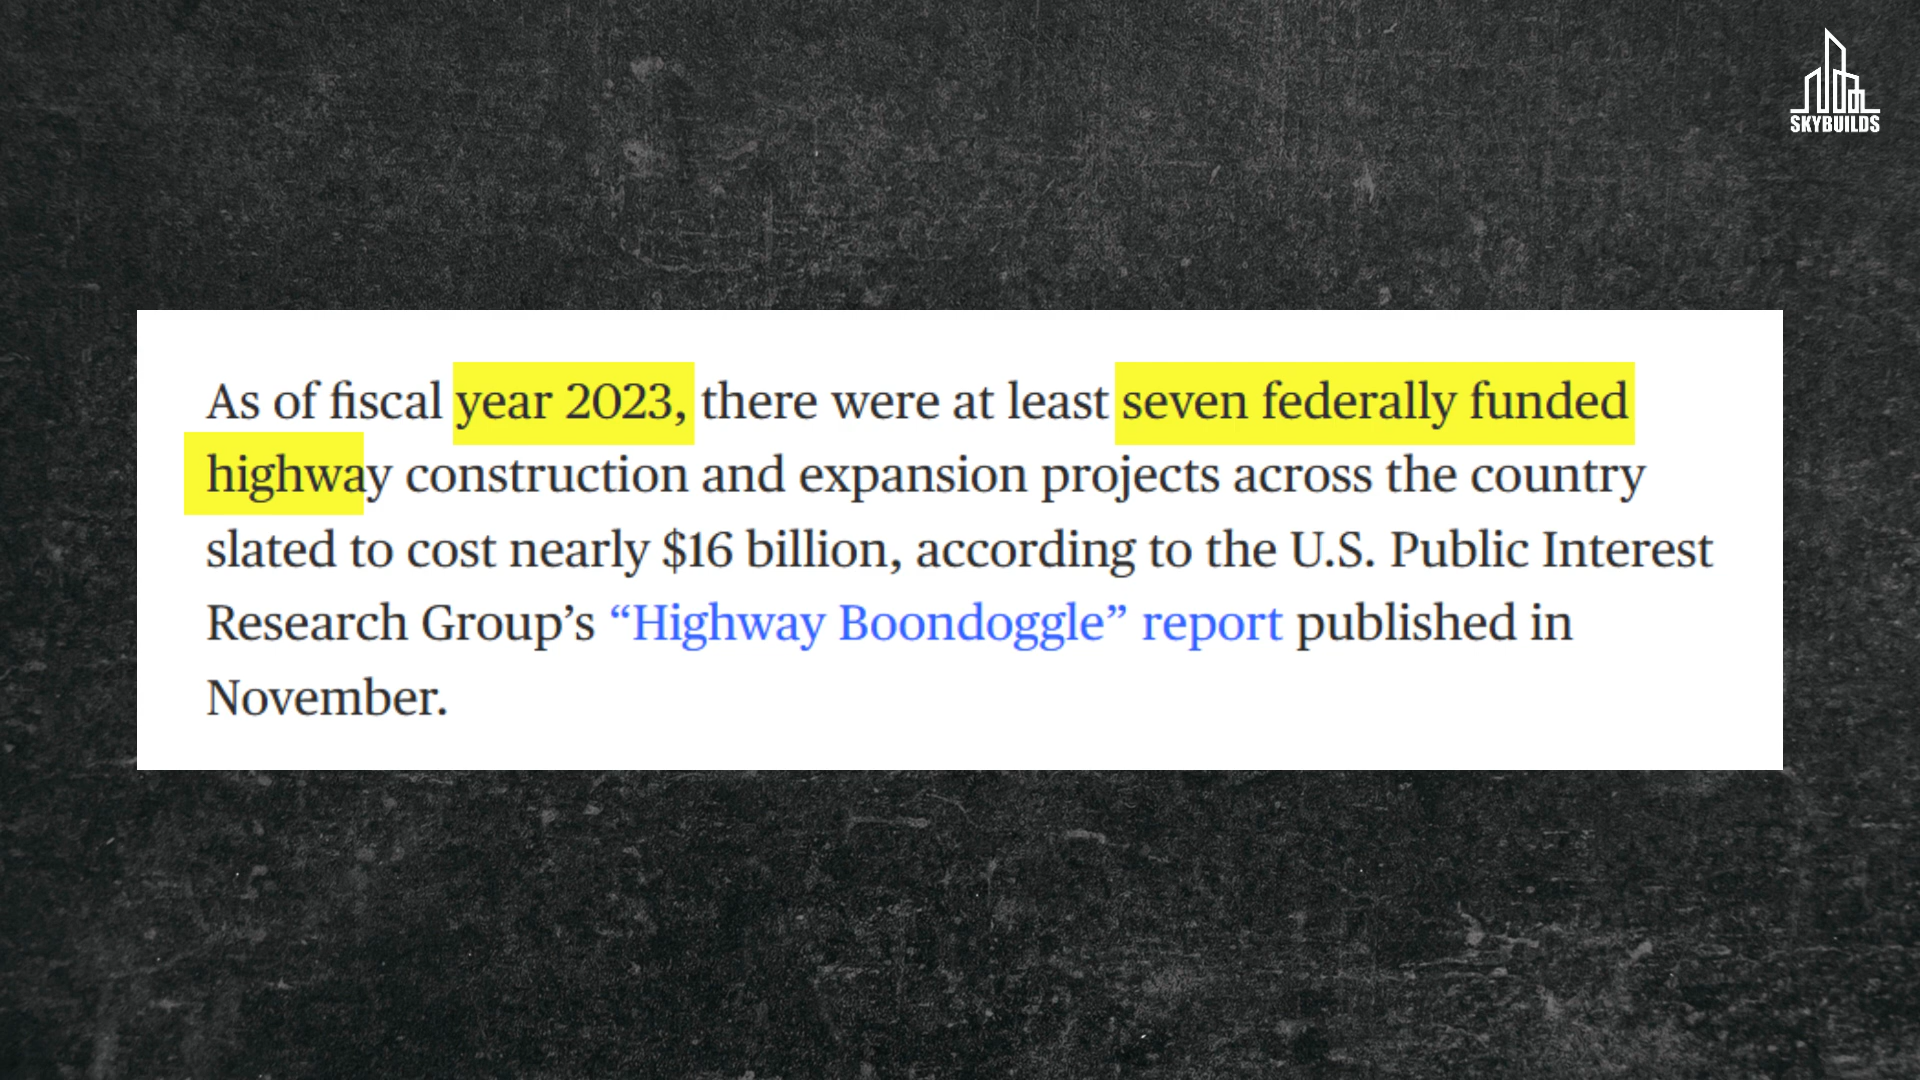 SKYBUILDS
As of fiscal year 2023, there were at least seven federally funded
highway construction and expansion projects across the country
slated to cost nearly $16 billion, according to the U.S. Public Interest
Research Group’s “Highway Boondoggle” report published in
November.